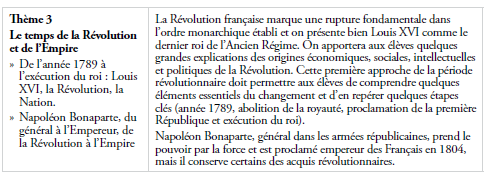 Thème 3
Le temps de la Révolution
et de l'Empire
» De l'année 1789 à
l'exécution du roi : Louis
XVI, la Révolution, la
Nation.
» Napoléon Bonaparte, du
général à l'Empereur, de
la Révolution à l'Empire
La Révolution française marque une rupture fondamentale dans
l'ordre monarchique établi et on présente bien Louis XVI comme le
dernier roi de l'Ancien Régime. On apportera aux élèves quelques
grandes explications des origines économiques, sociales, intellectuelles
et politiques de la Révolution. Cette première approche de la période
révolutionnaire doit permettre aux élèves de comprendre quelques
éléments essentiels du changement et d'en repérer quelques étapes
clés (année 1789, abolition de la royauté, proclamation de la première
République et exécution du roi).
Napoléon Bonaparte, général dans les armées républicaines, prend le
pouvoir par la force et est proclamé empereur des Français en 1804,
mais il conserve certains des acquis révolutionnaires.